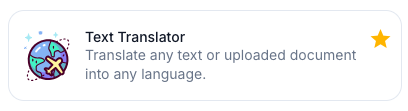 Text Translator
Translate any text or uploaded document
into any language.